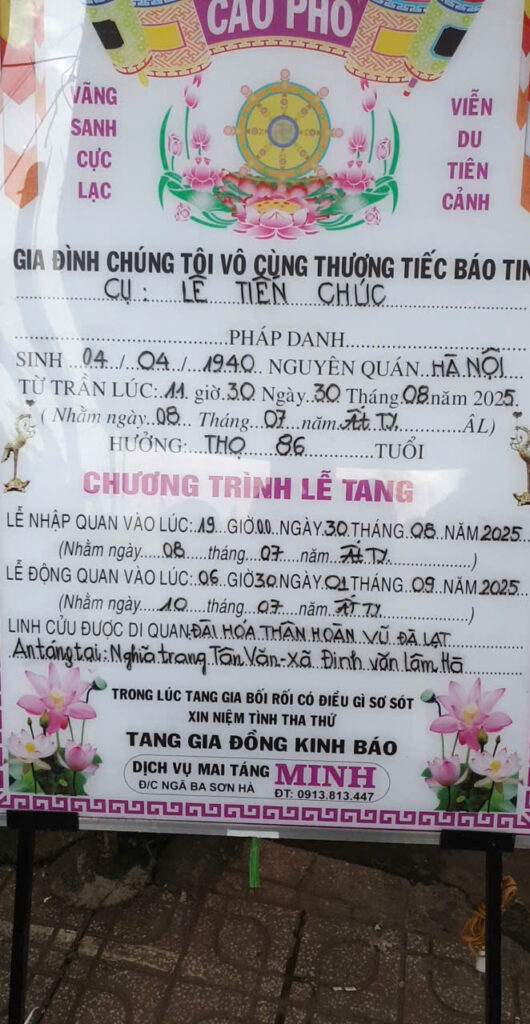 CÁO PHÓ
VÃNG
SANH
CỰC
LẠC
VIỄN
DU
TIÊN
CẢNH
GIA ĐÌNH CHÚNG TÔI VÔ CÙNG THƯƠNG TIẾC BÁO TIN
CỤ: LÊ TIẾN CHÚC
PHÁP DANH
SINH 04/04/1940 NGUYÊN QUÁN HÀ NỘI
TỪ TRẦN LÚC: 11 giờ 30 Ngày 30 Tháng 08 năm 2025
(Nhằm ngày 08 Tháng 07 năm Ất Tỵ ÂL)
HƯỞNG: THỌ 86 TUỔI
CHƯƠNG TRÌNH LỄ TANG
LỄ NHẬP QUAN VÀO LÚC: 19 GIỜ 00 NGÀY 30 THÁNG 08 NĂM 2025
(Nhằm ngày 08 tháng 07 năm Ất Tỵ)
LỄ ĐỘNG QUAN VÀO LÚC: 06 GIỜ 30 NGÀY 01 THÁNG 09 NĂM 2025
(Nhằm ngày 10 tháng 07 năm ẤT Tỵ)
LINH CỬU ĐƯỢC DI QUAN ĐÀI HÓA THÂN HOÀN VŨ, ĐÀ LẠT
An táng tại: Nghĩa trang Tân Văn-xã Đinh văn Lâm Hà
TRONG LÚC TANG GIA BỐI RỐI CÓ ĐIỀU GÌ SƠ SÓT
XIN NIỆM TÌNH THA THỨ
TANG GIA ĐỒNG KINH BÁO
DỊCH VỤ MAI TÁNG MINH
Đ/C NGÃ BA SƠN HÀ ĐT: 0913.813.447